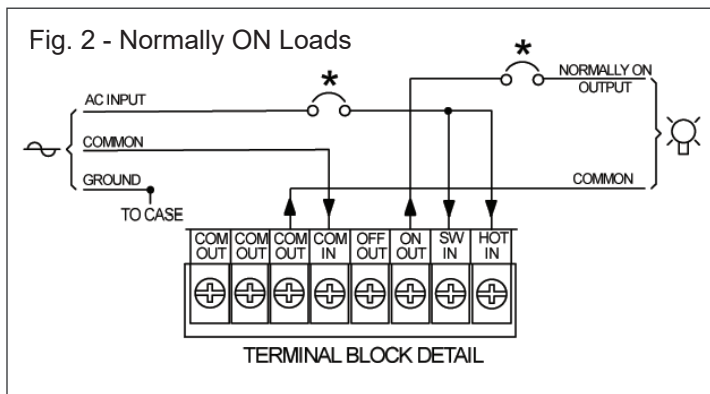 Fig. 2 - Normally ON Loads
*
*
NORMALLY ON
OUTPUT
AC INPUT
COMMON
GROUND
TO CASE
COMMON
COM OUT
COM OUT
COM OUT
COM IN
OFF OUT
ON OUT
SW IN
HOT IN
TERMINAL BLOCK DETAIL